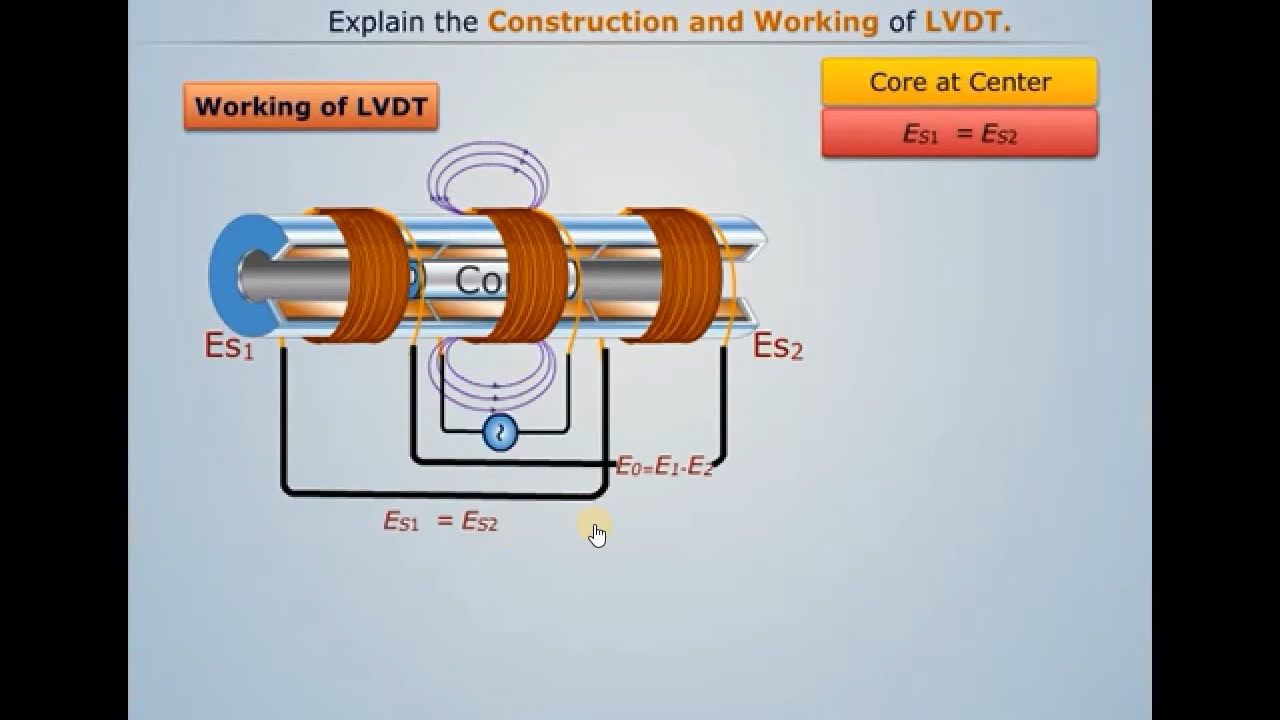 Explain the Construction and Working of LVDT.
Working of LVDT
Core at Center
ES1 = ES2
Co
Es1
Es2
E0=E1-E2
ES1 = ES2